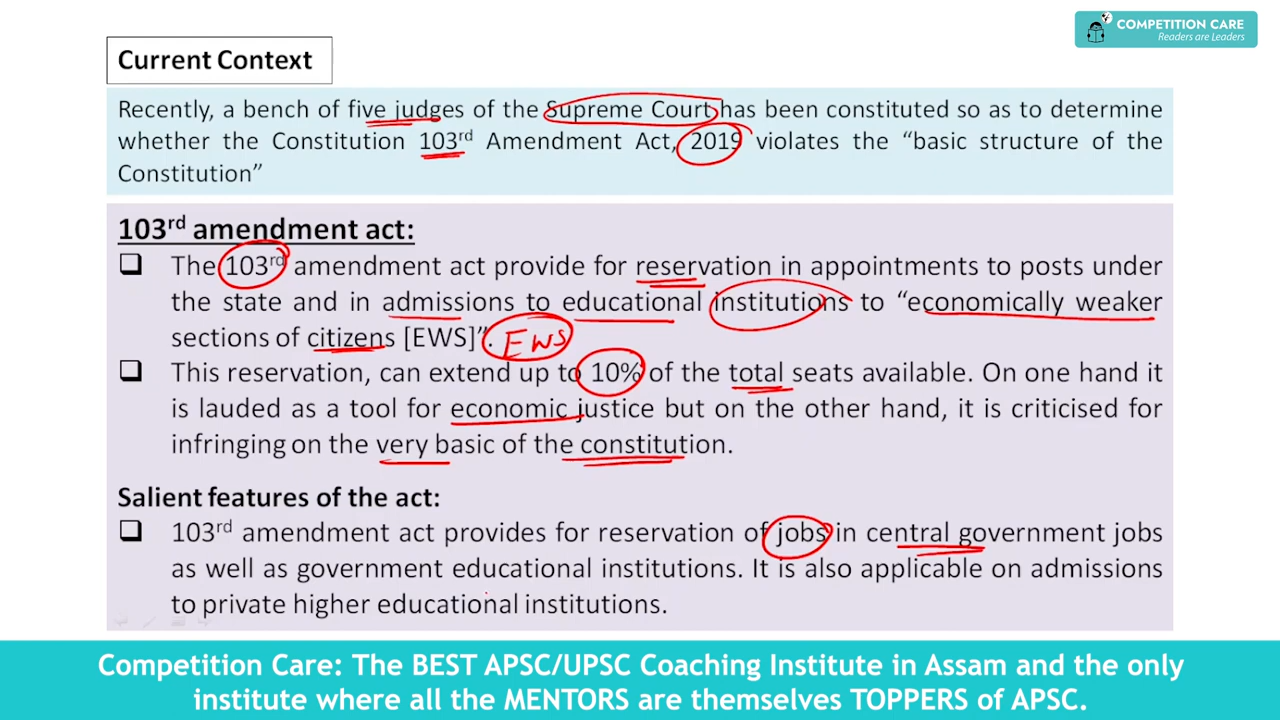 COMPETITION CARE
Readers are Leaders
Current Context
Recently, a bench of five judges of the Supreme Court has been constituted so as to determine
whether the Constitution 103rd Amendment Act, 2019 violates the “basic structure of the
Constitution”
103rd amendment act:
❑ The 103rd amendment act provide for reservation in appointments to posts under
the state and in admissions to educational institutions to “economically weaker
sections of citizens [EWS]”. EWS
❑ This reservation, can extend up to 10% of the total seats available. On one hand it
is lauded as a tool for economic justice but on the other hand, it is criticised for
infringing on the very basic of the constitution.
Salient features of the act:
❑ 103rd amendment act provides for reservation of jobs in central government jobs
as well as government educational institutions. It is also applicable on admissions
to private higher educational institutions.
Competition Care: The BEST APSC/UPSC Coaching Institute in Assam and the only
institute where all the MENTORS are themselves TOPPERS of APSC.